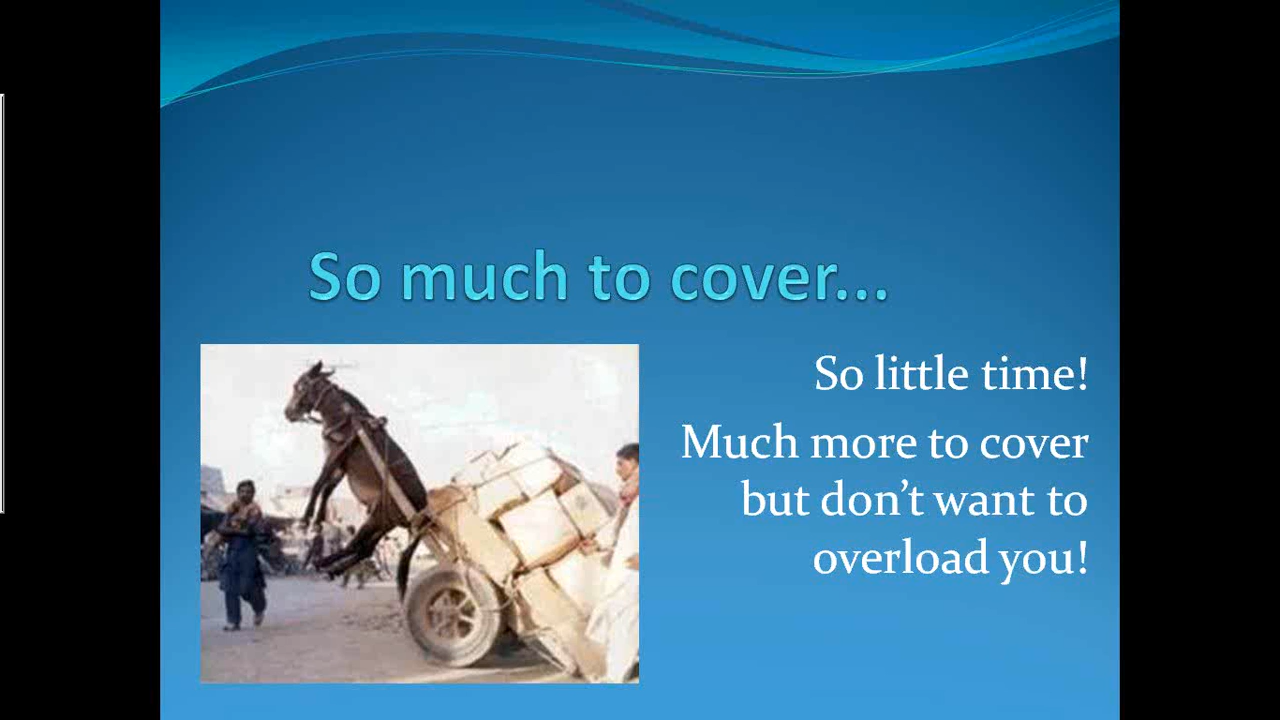 So much to cover...
So little time!
Much more to cover
but don’t want to
overload you!